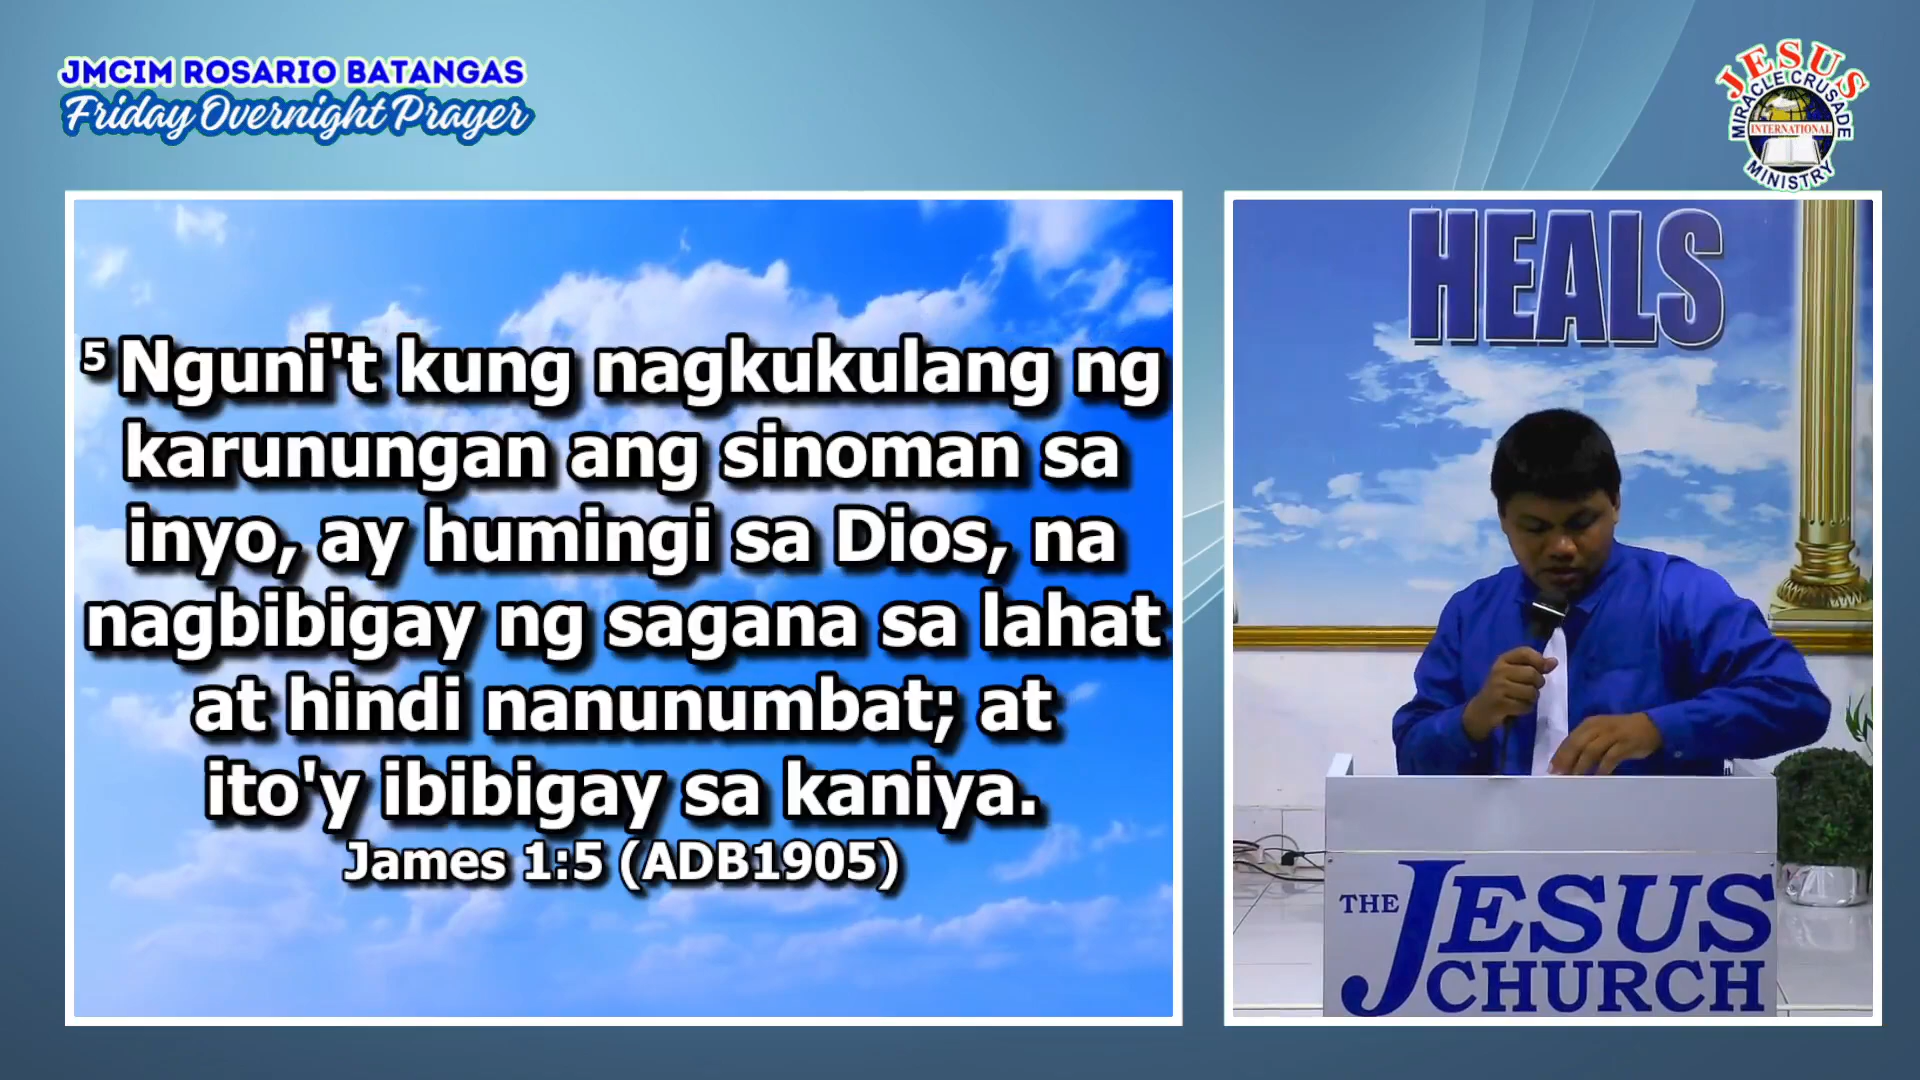 JMCIM ROSARIO BATANGAS
Friday Overnight Prayer
JESUS
MIRACLE CRUSADE
INTERNATIONAL
MINISTRY
5 Nguni't kung nagkukulang ng
karunungan ang sinoman sa
inyo, ay humingi sa Dios, na
nagbibigay ng sagana sa lahat
at hindi nanunumbat; at
ito'y ibibigay sa kaniya.
James 1:5 (ADB1905)
HEALS
THE JESUS
CHURCH